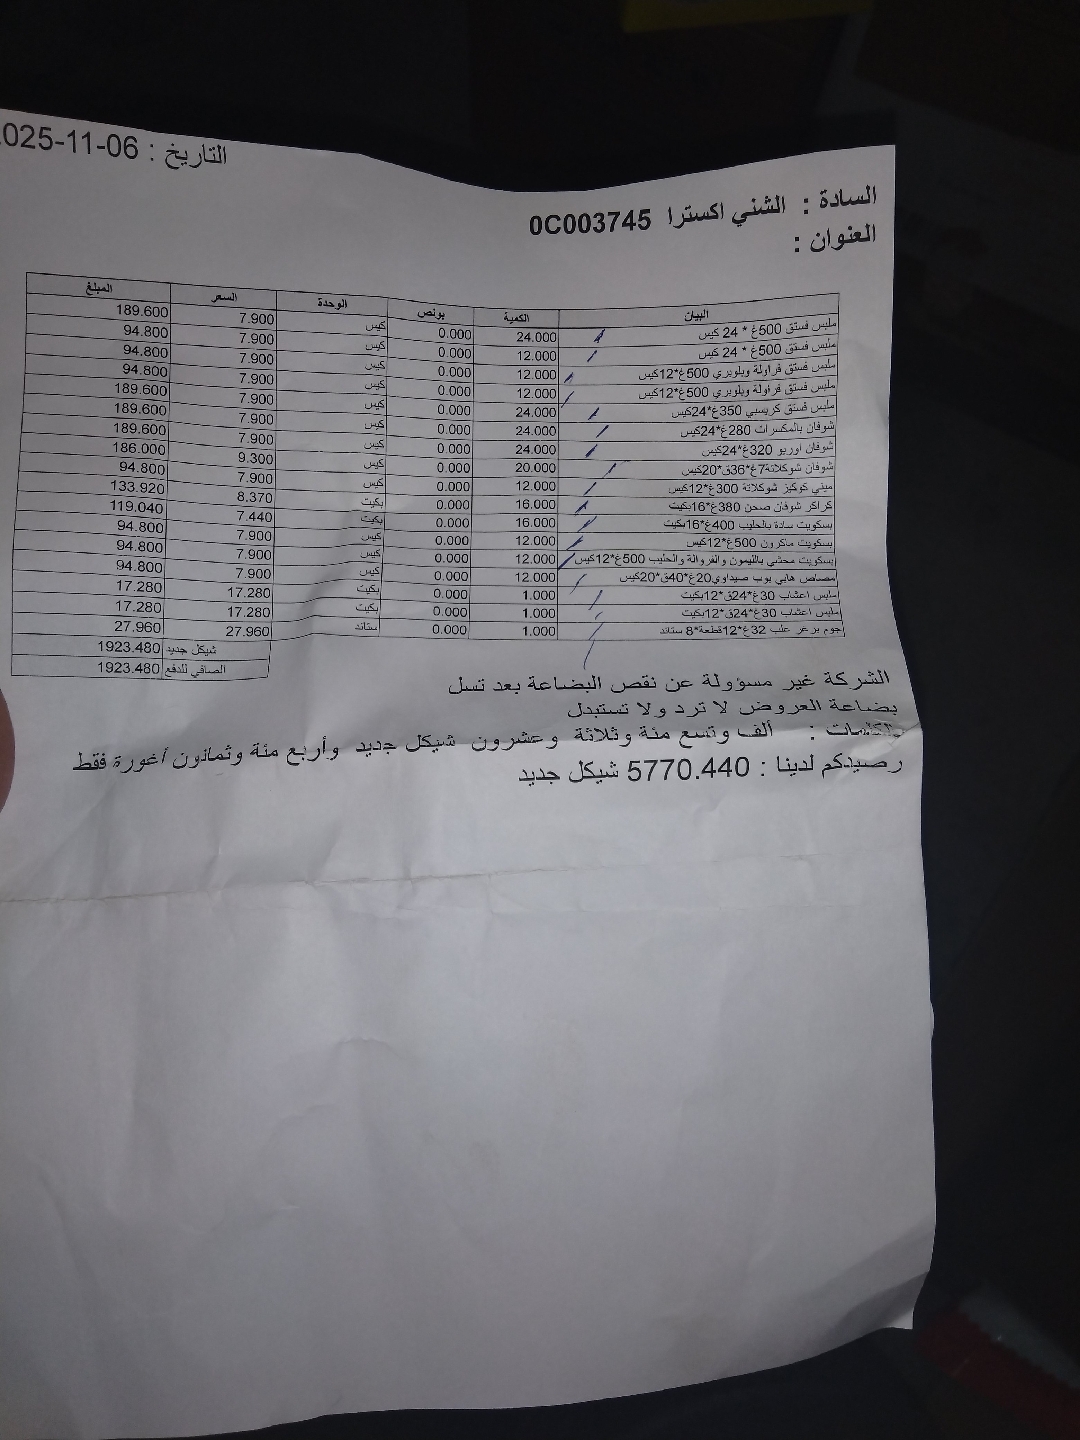 التاريخ : 025-11-06
السادة : الشني اكسترا 0C003745
العنوان :
البيان الكمية بونص الوحدة السعر المبلغ
ملبس فستق 500غ * 24 كيس 24.000 0.000 كيس 7.900 189.600
ملبس فستق 500غ * 24 كيس 12.000 0.000 كيس 7.900 94.800
ملبس فستق فراولة وبلوبري 500غ*12كيس 12.000 0.000 كيس 7.900 94.800
ملبس فستق فراولة وبلوبري 500غ*12كيس 12.000 0.000 كيس 7.900 94.800
ملبس فستق كريسبي 350غ*24كيس 24.000 0.000 كيس 7.900 189.600
شوفان بالمكسرات 280غ*24كيس 24.000 0.000 كيس 7.900 189.600
شوفان اوريو 320غ*24كيس 24.000 0.000 كيس 7.900 189.600
شوفان شوكلاتة7غ*36ق*20كيس 20.000 0.000 كيس 9.300 186.000
ميني كوكيز شوكلاتة 300غ*12كيس 12.000 0.000 كيس 7.900 94.800
كراكر شوفان صحن 380غ*16بكيت 16.000 0.000 بكيت 8.370 133.920
بسكويت سادة بالحليب 400غ*16بكيت 16.000 0.000 بكيت 7.440 119.040
بسكويت ماكرون 500غ*12كيس 12.000 0.000 كيس 7.900 94.800
بسكويت محشي بالليمون والفروالة والحليب 500غ*12كيس 12.000 0.000 كيس 7.900 94.800
مصاص هابي بوب صيداوي20غ*40ق*20كيس 12.000 0.000 كيس 7.900 94.800
ملبس اعشاب 30غ*24ق*12بكيت 1.000 0.000 بكيت 17.280 17.280
ملبس اعشاب 30غ*24ق*12بكيت 1.000 0.000 بكيت 17.280 17.280
جوم برعر علب 32غ*12قطعة*8 ستاند 1.000 0.000 ستاند 27.960 27.960
شيكل جديد 1923.480
الصافي للدفع 1923.480
الشركة غير مسؤولة عن نقص البضاعة بعد تسل
بضاعة العروض لا ترد ولا تستبدل
بالكلمات : ألف وتسع مئة وثلاثة وعشرون شيكل جديد وأربع مئة وثمانون أغورة فقط
رصيدكم لدينا : 5770.440 شيكل جديد